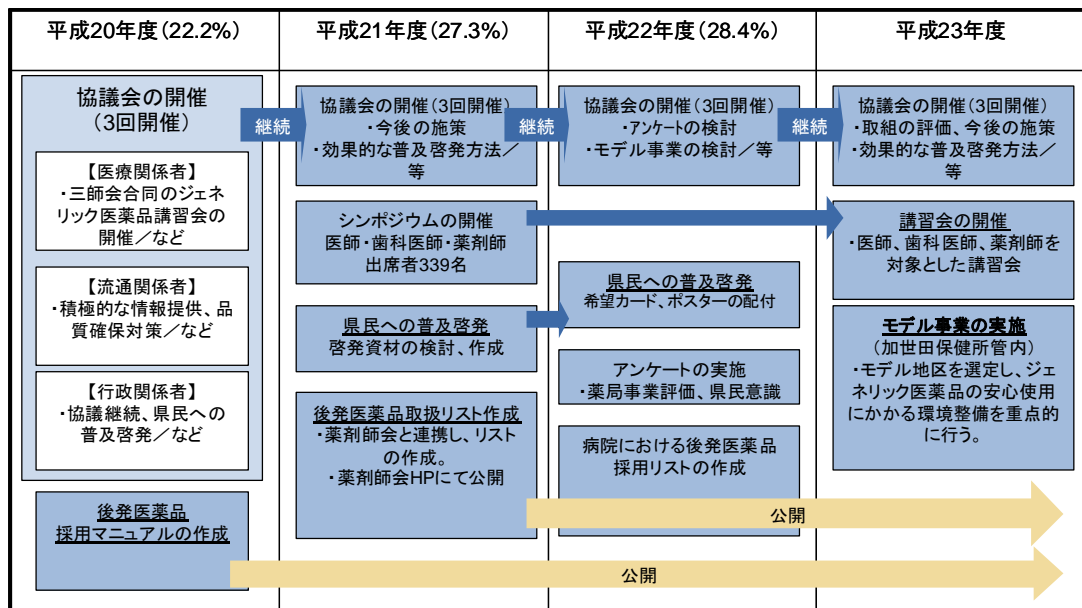 平成20年度(22.2%)
平成21年度(27.3%)
平成22年度(28.4%)
平成23年度
協議会の開催
(3回開催)
【医療関係者】
・三師会合同のジェネ
リック医薬品講習会の
開催／など
【流通関係者】
・積極的な情報提供、品
質確保対策／など
【行政関係者】
・協議継続、県民への
普及啓発／など
後発医薬品
採用マニュアルの作成
継続
協議会の開催(3回開催)
・今後の施策
・効果的な普及啓発方法／
等
シンポジウムの開催
医師・歯科医師・薬剤師
出席者339名
県民への普及啓発
啓発資材の検討、作成
後発医薬品取扱リスト作成
・薬剤師会と連携し、リスト
の作成。
・薬剤師会HPにて公開
継続
協議会の開催(3回開催)
・アンケートの検討
・モデル事業の検討／等
県民への普及啓発
希望カード、ポスターの配付
アンケートの実施
・薬局事業評価、県民意識
病院における後発医薬品
採用リストの作成
継続
協議会の開催(3回開催)
・取組の評価、今後の施策
・効果的な普及啓発方法／
等
講習会の開催
・医師、歯科医師、薬剤師を
対象とした講習会
モデル事業の実施
(加世田保健所管内)
・モデル地区を選定し、ジェ
ネリック医薬品の安心使用
にかかる環境整備を重点的
に行う。
公開
公開